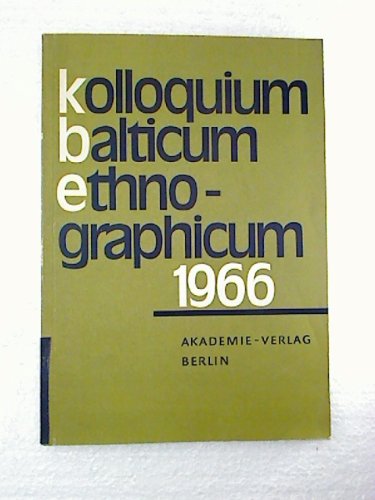 kolloquium
balticum
ethno-
graphicum
1966
AKADEMIE-VERLAG
BERLIN